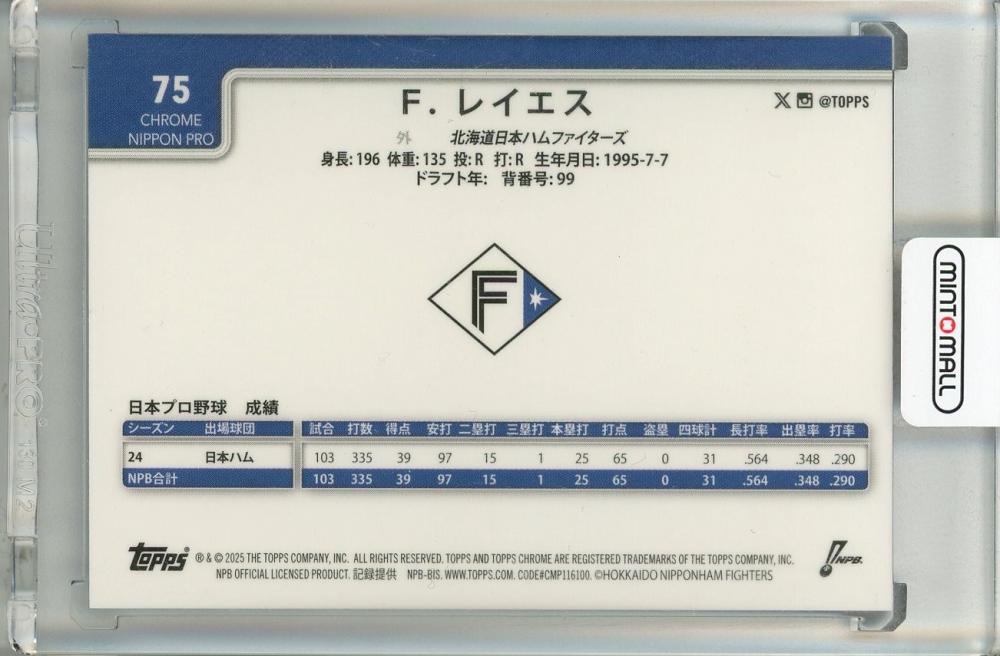 75
CHROME
NIPPON PRO
F. レイエス
@TOPPS
外 北海道日本ハムファイターズ
身長: 196 体重: 135 投: R 打: R 生年月日: 1995-7-7
ドラフト年: 背番号: 99
F
日本プロ野球 成績
シーズン 出場球団 試合 打数 得点 安打 二塁打 三塁打 本塁打 打点 盗塁 四球計 長打率 出塁率 打率
24 日本ハム 103 335 39 97 15 1 25 65 0 31 .564 .348 .290
NPB合計 103 335 39 97 15 1 25 65 0 31 .564 .348 .290
topps ® & © 2025 THE TOPPS COMPANY, INC. ALL RIGHTS RESERVED. TOPPS AND TOPPS CHROME ARE REGISTERED TRADEMARKS OF THE TOPPS COMPANY, INC.
NPB OFFICIAL LICENSED PRODUCT. 記録提供 NPB-BIS. WWW.TOPPS.COM. CODE#CMP116100. ©HOKKAIDO NIPPONHAM FIGHTERS
NPB.
MINT MALL
Ultra·PRO